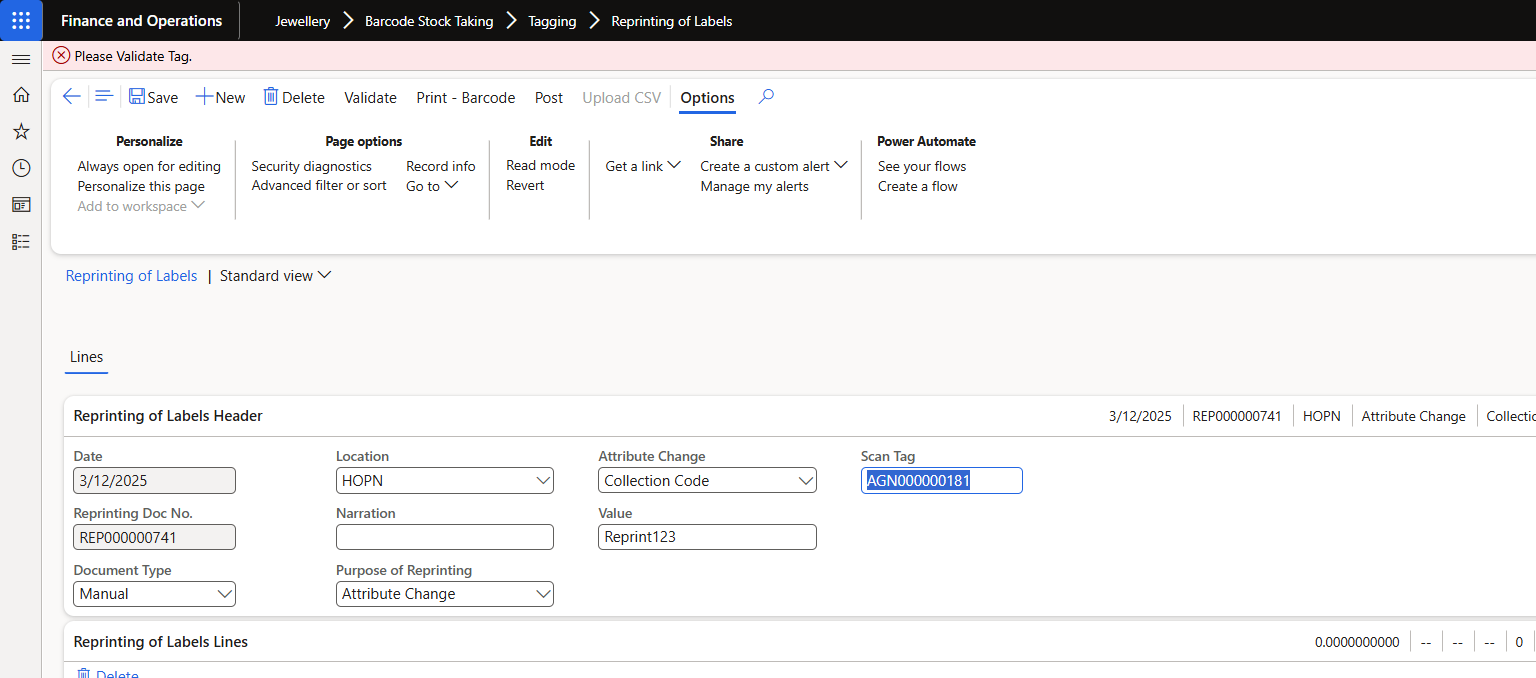 Finance and Operations Jewellery Barcode Stock Taking Tagging Reprinting of Labels
Please Validate Tag.
Save New Delete Validate Print - Barcode Post Upload CSV Options
Personalize Page options Edit Share Power Automate
Always open for editing Security diagnostics Record info Read mode Get a link Create a custom alert See your flows
Personalize this page Advanced filter or sort Go to Revert Manage my alerts Create a flow
Add to workspace
Reprinting of Labels | Standard view
Lines
Reprinting of Labels Header 3/12/2025 REP000000741 HOPN Attribute Change Collectic
Date Location Attribute Change Scan Tag
3/12/2025 HOPN Collection Code AGN000000181
Reprinting Doc No. Narration Value
REP000000741 Reprint123
Document Type Purpose of Reprinting
Manual Attribute Change
Reprinting of Labels Lines 0.0000000000 -- -- -- 0
Delete